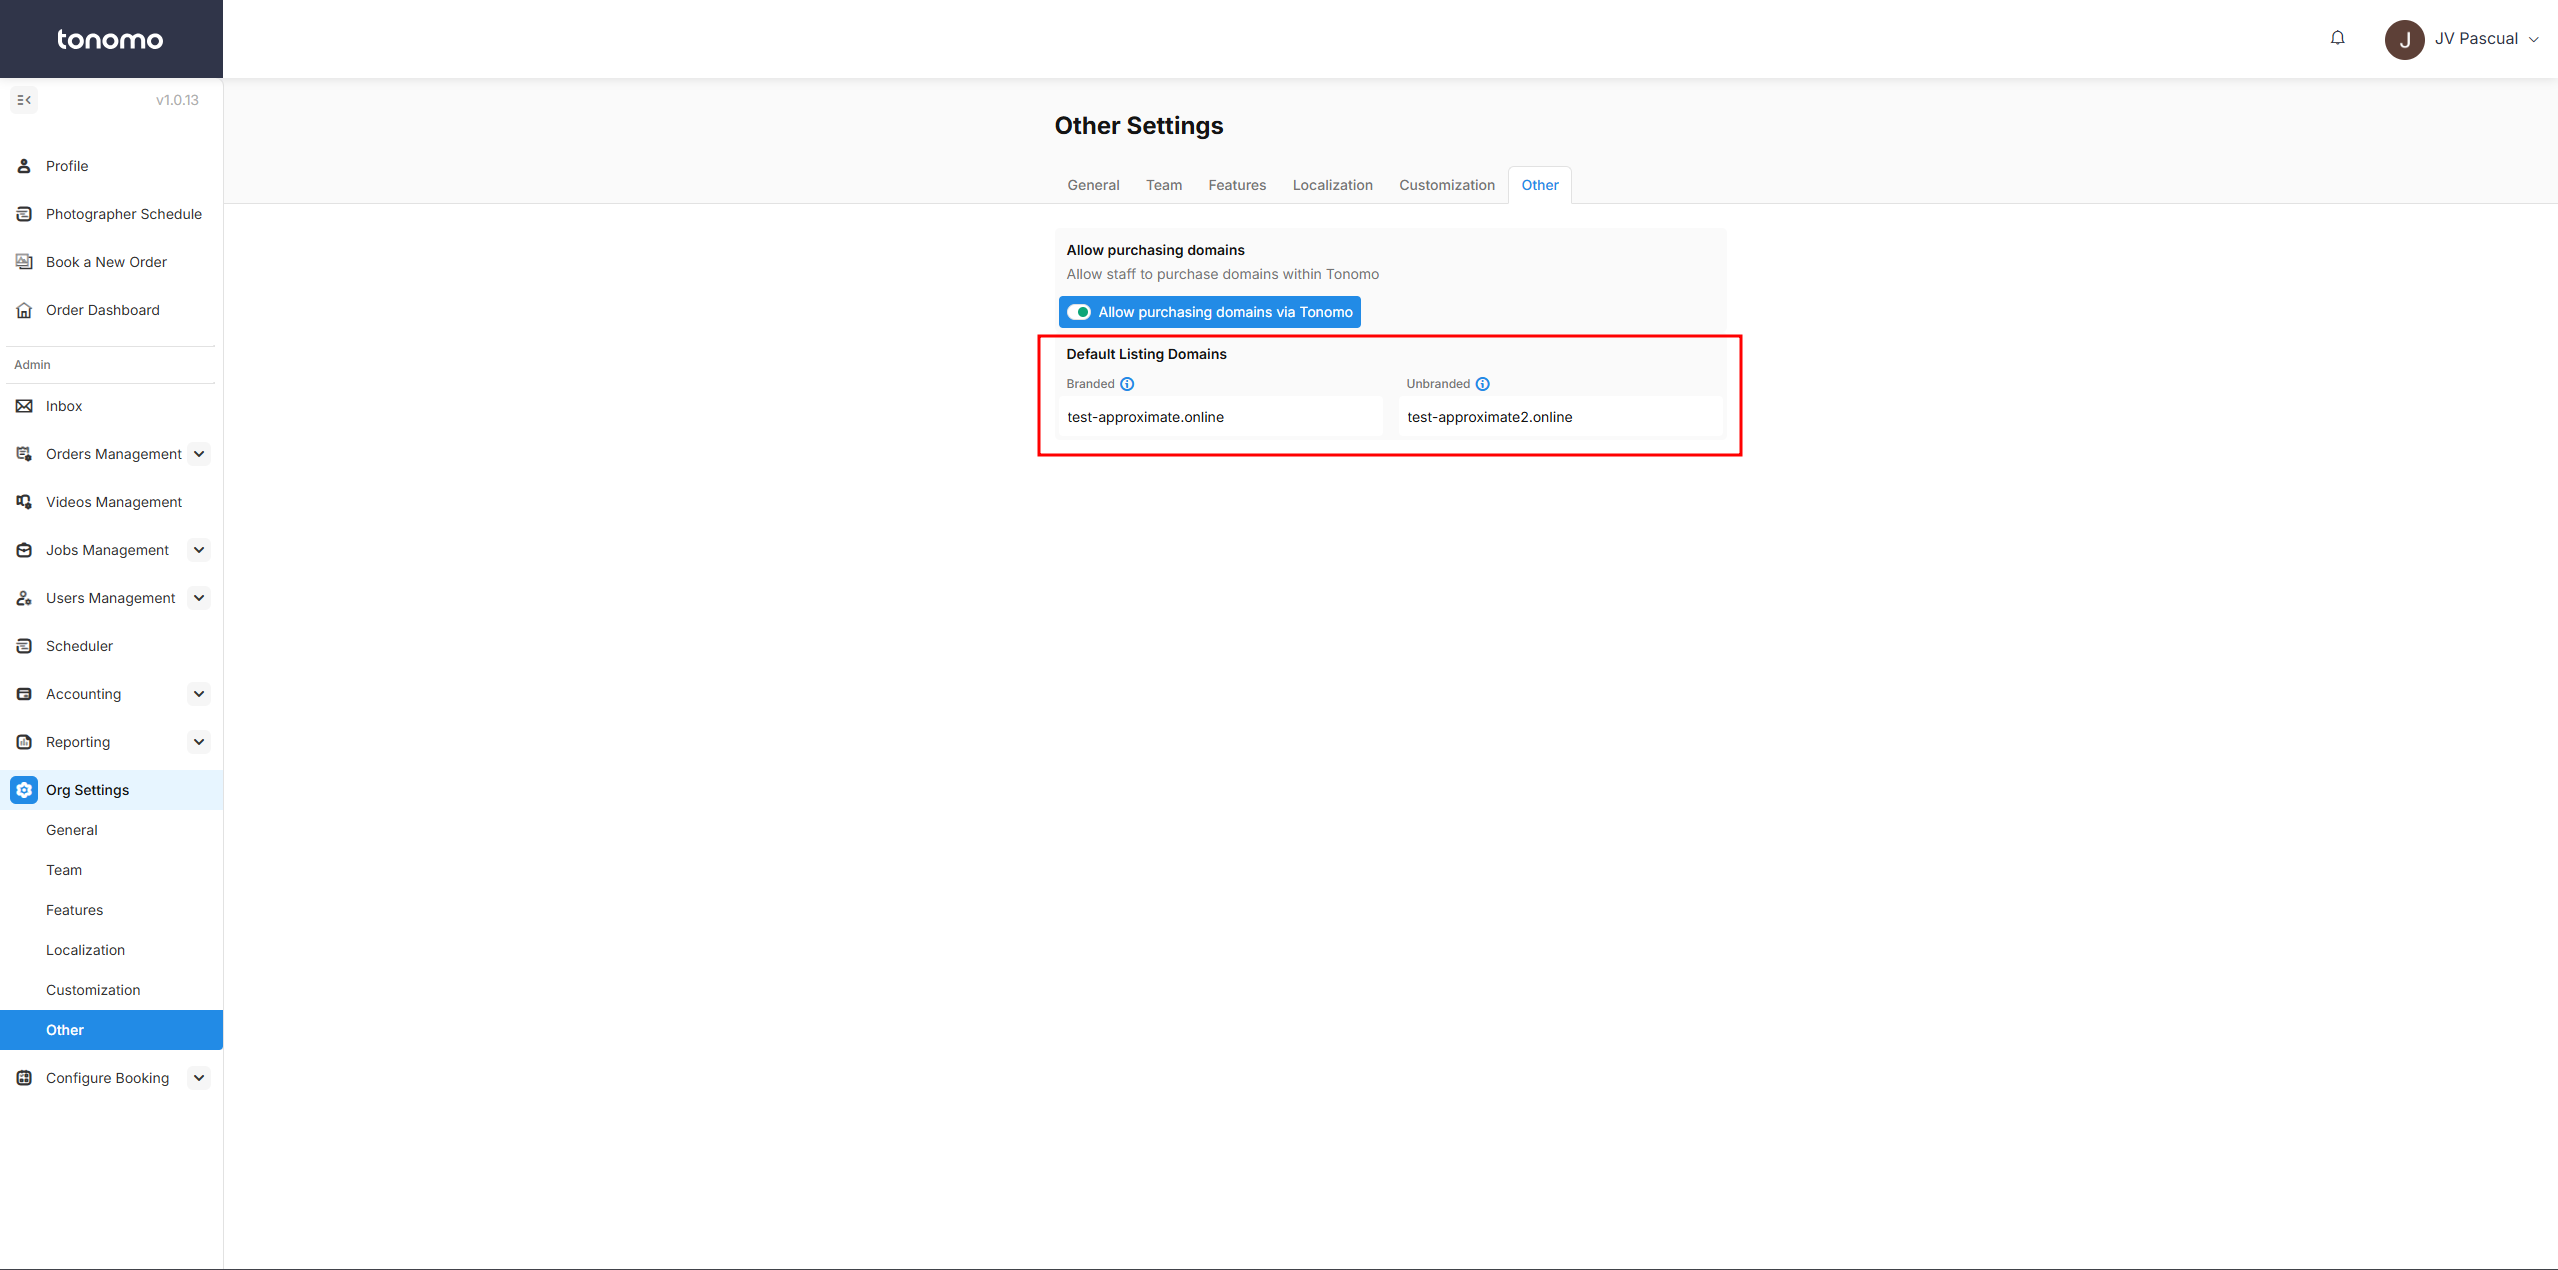 tonomo
J
JV Pascual
v1.0.13
Profile
Photographer Schedule
Book a New Order
Order Dashboard
Admin
Inbox
Orders Management
Videos Management
Jobs Management
Users Management
Scheduler
Accounting
Reporting
Org Settings
General
Team
Features
Localization
Customization
Other
Configure Booking
Other Settings
General Team Features Localization Customization Other
Allow purchasing domains
Allow staff to purchase domains within Tonomo
Allow purchasing domains via Tonomo
Default Listing Domains
Branded Unbranded
test-approximate.online test-approximate2.online